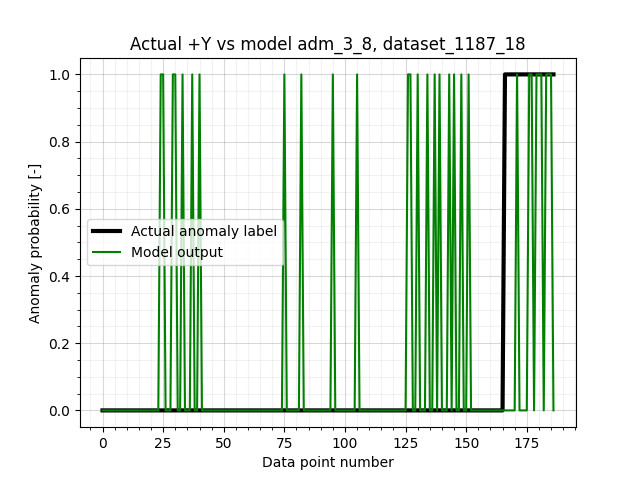 Actual +Y vs model adm_3_8, dataset_1187_18
Anomaly probability [-]
1.0
0.8
0.6
0.4
0.2
0.0
Actual anomaly label
Model output
0 25 50 75 100 125 150 175
Data point number